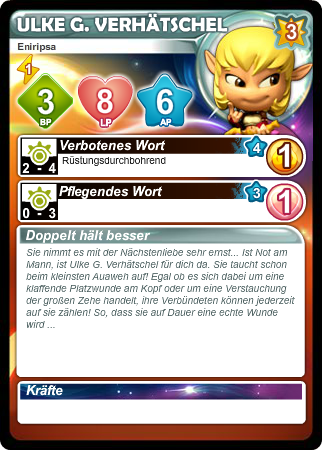 ULKE G. VERHÄTSCHEL
Eniripsa
3
1
3
BP
8
LP
6
AP
Verbotenes Wort
4
1
Rüstungsdurchbohrend
2 - 4
Pflegendes Wort
3
1
0 - 3
Doppelt hält besser
Sie nimmt es mit der Nächstenliebe sehr ernst... Ist Not am
Mann, ist Ulke G. Verhätschel für dich da. Sie taucht schon
beim kleinsten Auaweh auf! Egal ob es sich dabei um eine
klaffende Platzwunde am Kopf oder um eine Verstauchung
der großen Zehe handelt, ihre Verbündeten können jederzeit
auf sie zählen! So, dass sie auf Dauer eine echte Wunde
wird ...
Kräfte